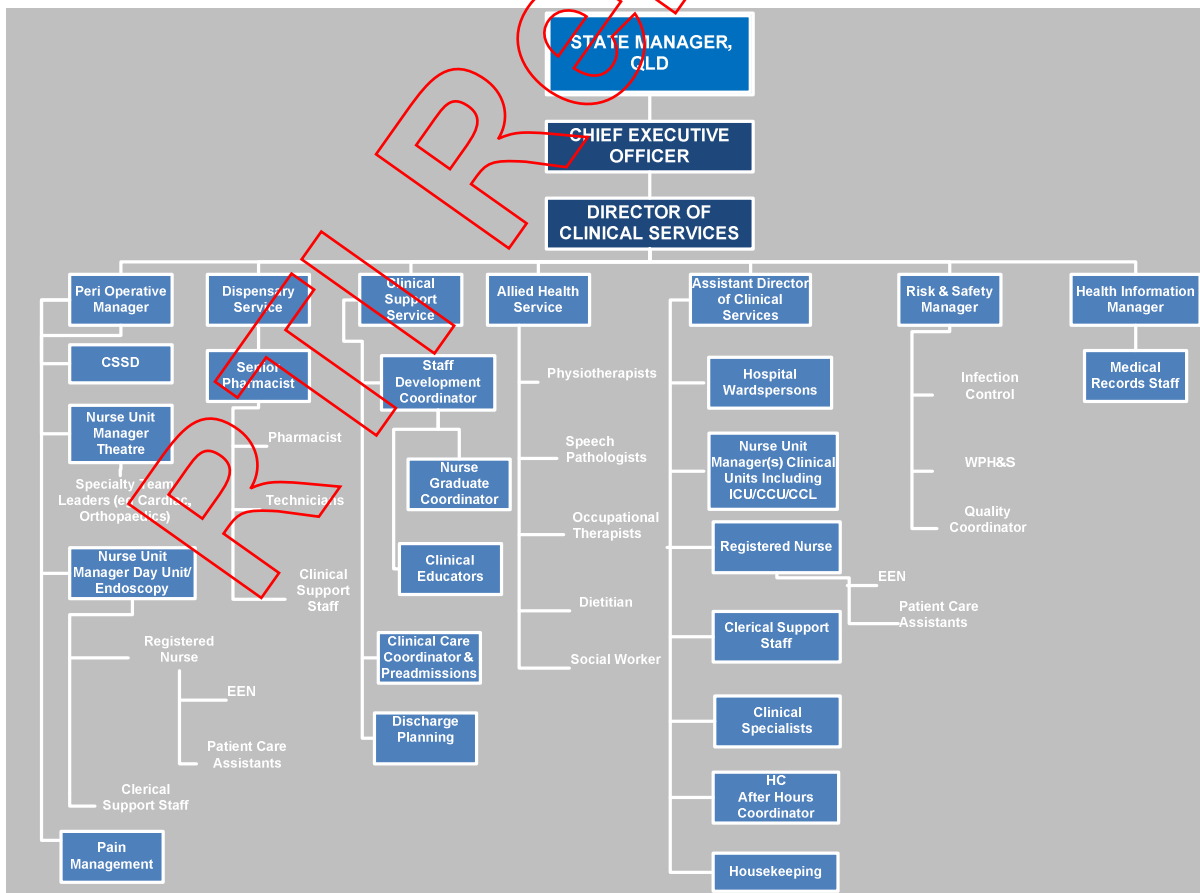 STATE MANAGER,
QLD
CHIEF EXECUTIVE
OFFICER
DIRECTOR OF
CLINICAL SERVICES
Peri Operative
Manager
Dispensary
Service
Clinical
Support
Service
Allied Health
Service
Assistant Director
of Clinical
Services
Risk & Safety
Manager
Health Information
Manager
CSSD
Nurse Unit
Manager
Theatre
Specialty Team
Leaders (eg Cardiac,
Orthopaedics)
Nurse Unit
Manager Day Unit/
Endoscopy
Registered
Nurse
EEN
Patient Care
Assistants
Clerical
Support Staff
Pain
Management
Senior
Pharmacist
Pharmacist
Technicians
Clinical
Support
Staff
Staff
Development
Coordinator
Nurse
Graduate
Coordinator
Clinical
Educators
Clinical Care
Coordinator &
Preadmissions
Discharge
Planning
Physiotherapists
Speech
Pathologists
Occupational
Therapists
Dietitian
Social Worker
Hospital
Wardspersons
Nurse Unit
Manager(s) Clinical
Units Including
ICU/CCU/CCL
Registered Nurse
EEN
Patient Care
Assistants
Clerical Support
Staff
Clinical
Specialists
HC
After Hours
Coordinator
Housekeeping
Infection
Control
WPH&S
Quality
Coordinator
Medical
Records Staff